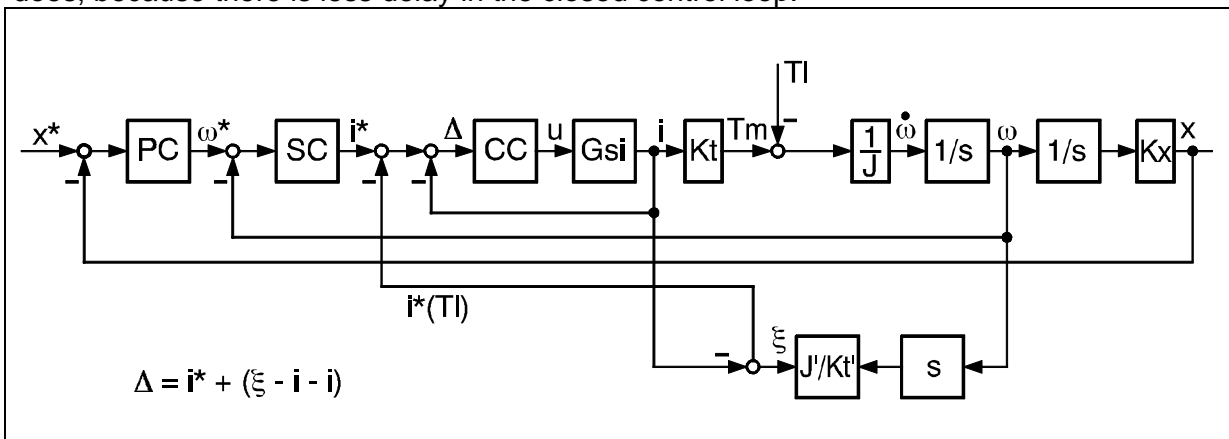 does, because there is less delay in the closed control loop.
Tl
x* PC ω* SC i* Δ CC u Gsi i Kt Tm 1/J ω̇ 1/s ω 1/s Kx x
i*(Tl)
ξ J'/Kt' s
Δ = i* + (ξ - i - i)